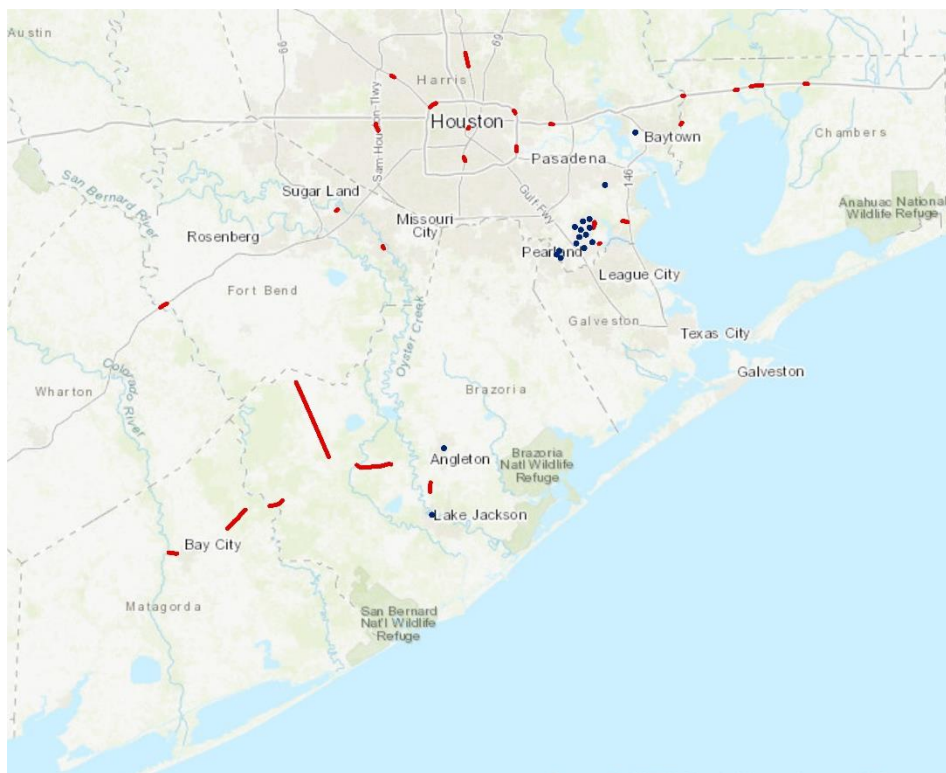 Austin
66
69
Harris
Sam Houston Tlwy
Houston
Baytown
Chambers
Pasadena
146
San Bernard
River
Sugar Land
Gulf Fwy
Missouri
City
Anahuac National
Wildlife Refuge
Rosenberg
Pearland
League City
Fort Bend
Oyster Creek
Galveston
Texas City
Colorado
River
Wharton
Galveston
Brazoria
Angleton
Brazoria
Natl Wildlife
Refuge
Lake Jackson
Bay City
Matagorda
San Bernard
Nat'l Wildlife
Refuge